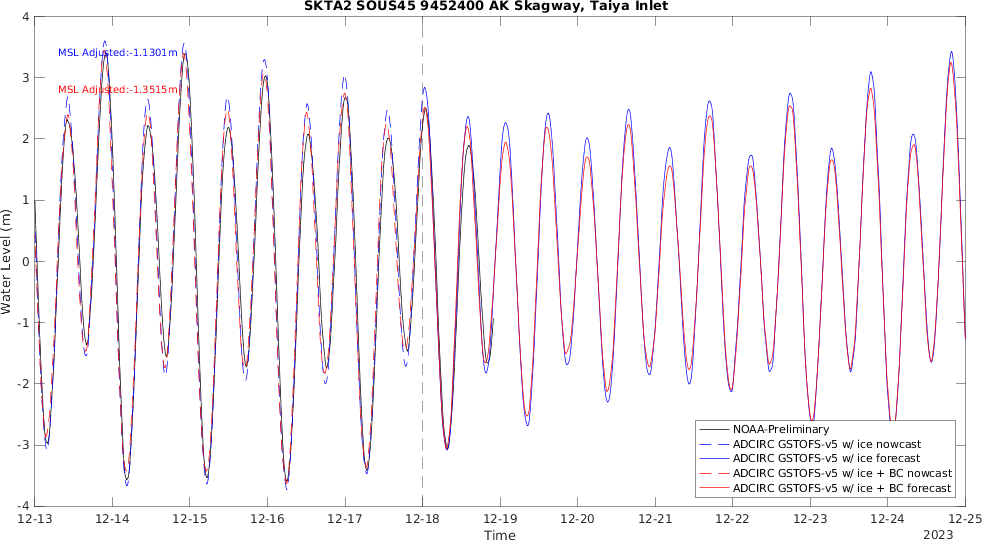 SKTA2 SOUS45 9452400 AK Skagway, Taiya Inlet
4
3
2
1
0
-1
-2
-3
-4
Water Level (m)
MSL Adjusted:-1.1301m
MSL Adjusted:-1.3515m
NOAA-Preliminary
ADCIRC GSTOFS-v5 w/ ice nowcast
ADCIRC GSTOFS-v5 w/ ice forecast
ADCIRC GSTOFS-v5 w/ ice + BC nowcast
ADCIRC GSTOFS-v5 w/ ice + BC forecast
12-13 12-14 12-15 12-16 12-17 12-18 12-19 12-20 12-21 12-22 12-23 12-24 12-25
Time
2023